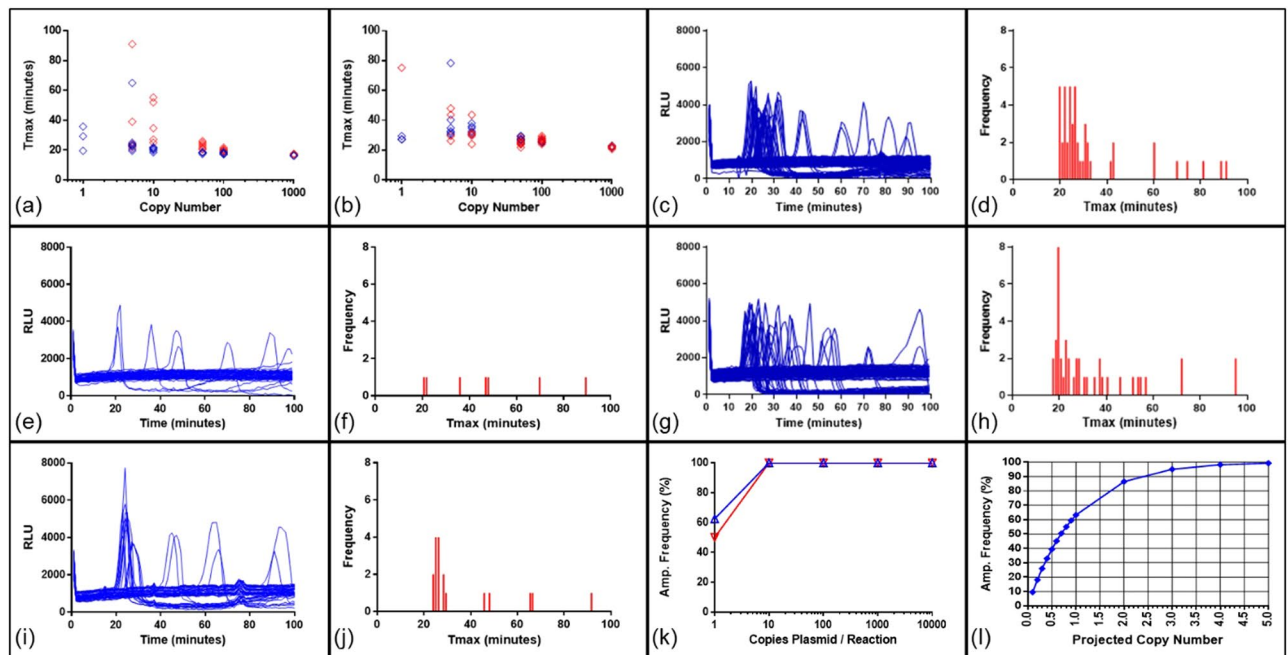 100
80
60
40
20
0
Tmax (minutes)
1 10 100 1000
Copy Number
(a)
100
80
60
40
20
0
Tmax (minutes)
1 10 100 1000
Copy Number
(b)
8000
6000
4000
2000
0
RLU
0 10 20 30 40 50 60 70 80 90 100
Time (minutes)
(c)
8
6
4
2
0
Frequency
0 20 40 60 80 100
Tmax (minutes)
(d)
8000
6000
4000
2000
0
RLU
0 20 40 60 80 100
Time (minutes)
(e)
8
6
4
2
0
Frequency
0 20 40 60 80 100
Tmax (minutes)
(f)
8000
6000
4000
2000
0
RLU
0 10 20 30 40 50 60 70 80 90 100
Time (minutes)
(g)
8
6
4
2
0
Frequency
0 20 40 60 80 100
Tmax (minutes)
(h)
8000
6000
4000
2000
0
RLU
0 20 40 60 80 100
Time (minutes)
(i)
8
6
4
2
0
Frequency
0 20 40 60 80 100
Tmax (minutes)
(j)
100
80
60
40
20
0
Amp. Frequency (%)
1 10 100 1000 10000
Copies Plasmid / Reaction
(k)
100
90
80
70
60
50
40
30
20
10
0
Amp. Frequency (%)
0.0 0.5 1.0 1.5 2.0 2.5 3.0 3.5 4.0 4.5 5.0
Projected Copy Number
(l)